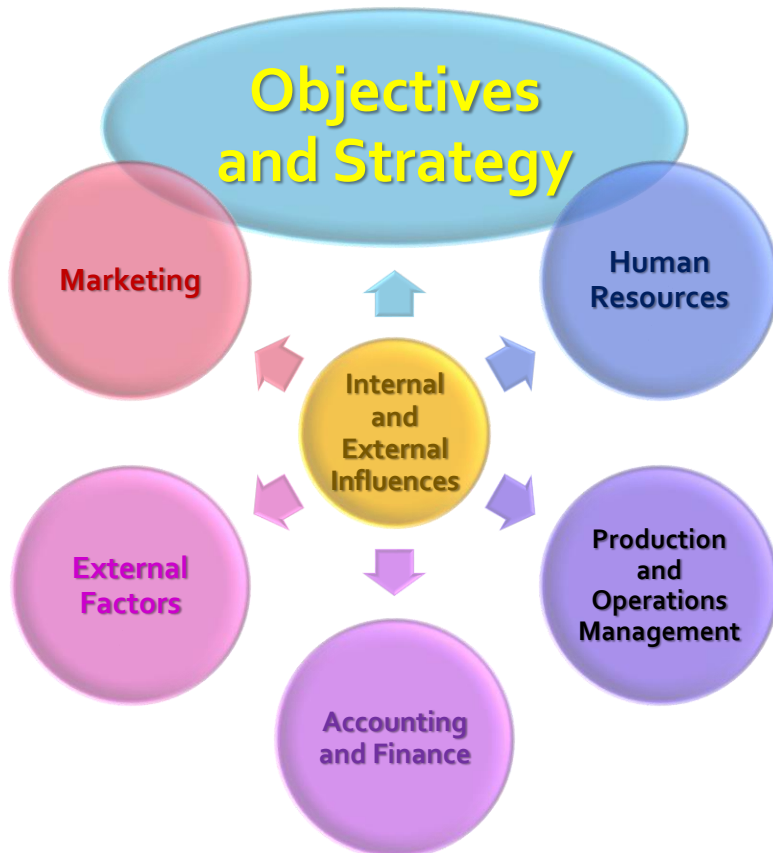 Objectives
and Strategy
Marketing
Human
Resources
Internal
and
External
Influences
External
Factors
Production
and
Operations
Management
Accounting
and Finance